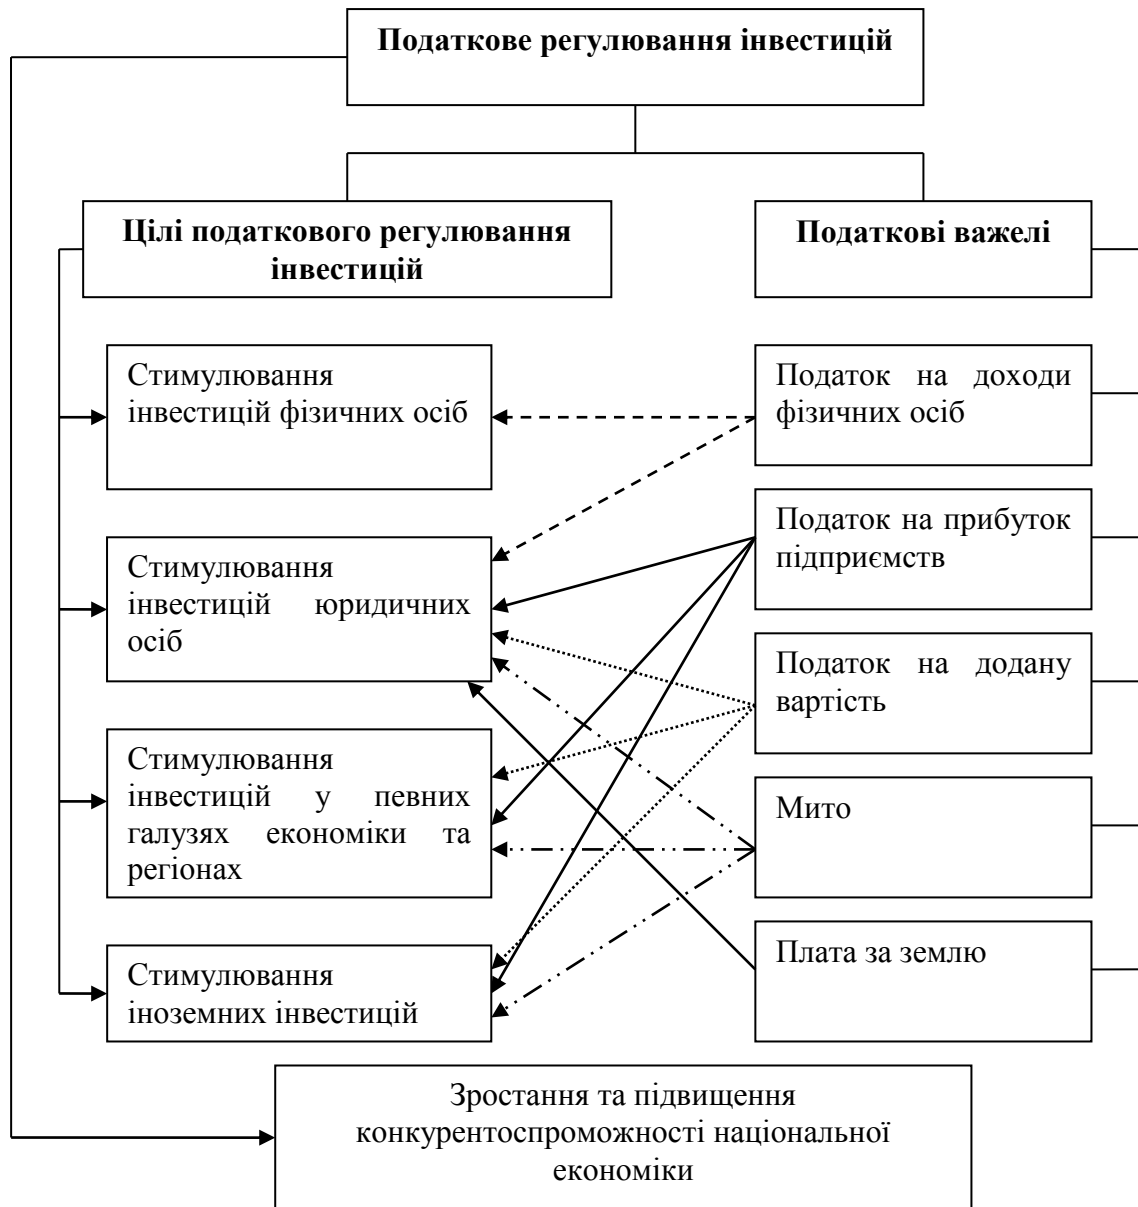 Податкове регулювання інвестицій
Цілі податкового регулювання
інвестицій
Податкові важелі
Стимулювання
інвестицій фізичних осіб
Податок на доходи
фізичних осіб
Податок на прибуток
підприємств
Стимулювання
інвестицій юридичних
осіб
Податок на додану
вартість
Стимулювання
інвестицій у певних
галузях економіки та
регіонах
Мито
Стимулювання
іноземних інвестицій
Плата за землю
Зростання та підвищення
конкурентоспроможності національної
економіки